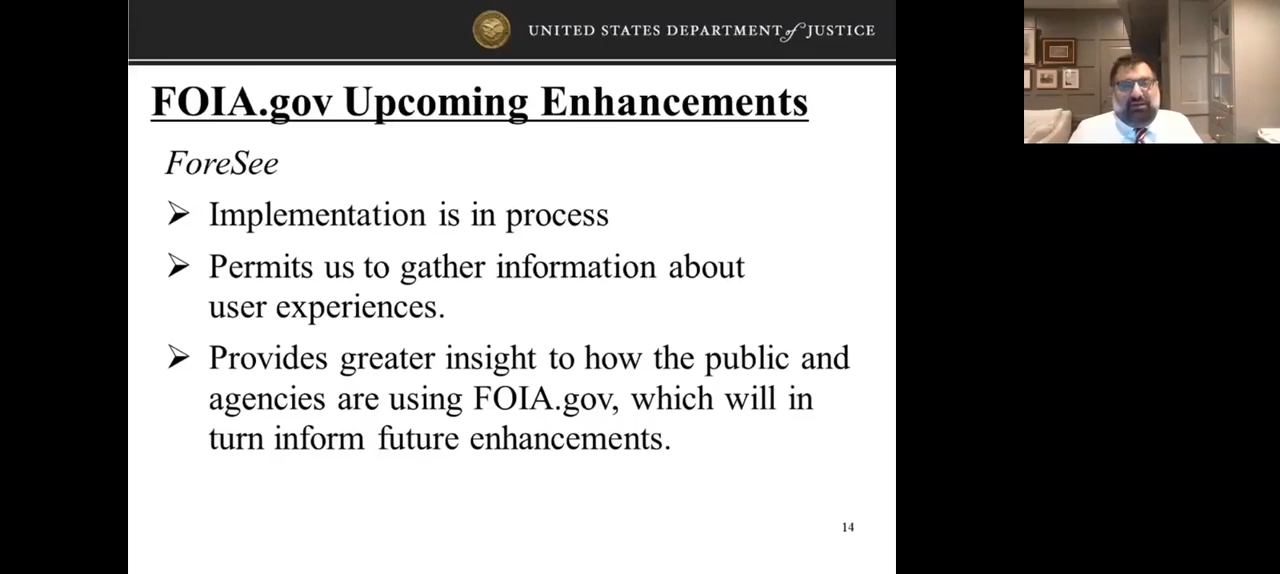 UNITED STATES DEPARTMENT of JUSTICE
FOIA.gov Upcoming Enhancements
ForeSee
➢ Implementation is in process
➢ Permits us to gather information about
user experiences.
➢ Provides greater insight to how the public and
agencies are using FOIA.gov, which will in
turn inform future enhancements.
14